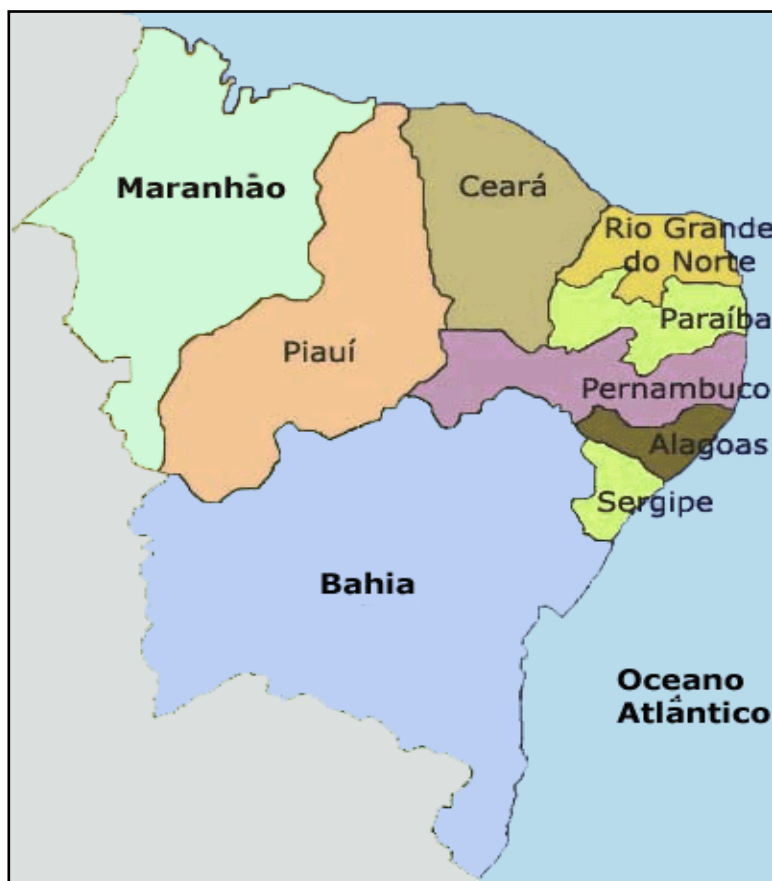 Maranhão
Ceará
Rio Grande
do Norte
Paraíba
Piauí
Pernambuco
Alagoas
Sergipe
Bahia
Oceano
Atlântico